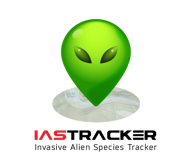 IASTRACKER
Invasive Alien Species Tracker